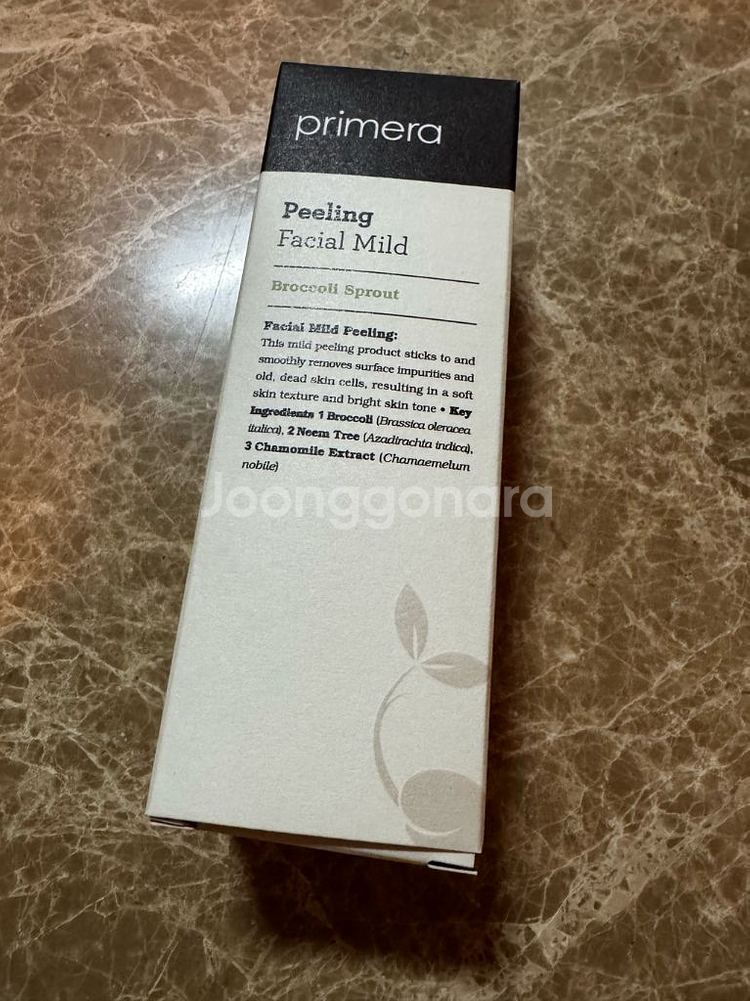 primera
Peeling
Facial Mild
Broccoli Sprout
Facial Mild Peeling:
This mild peeling product sticks to and
smoothly removes surface impurities and
old, dead skin cells, resulting in a soft
skin texture and bright skin tone • Key
Ingredients 1 Broccoli (Brassica oleracea
italica), 2 Neem Tree (Azadirachta indica),
3 Chamomile Extract (Chamaemelum
nobile)
Joonggonara